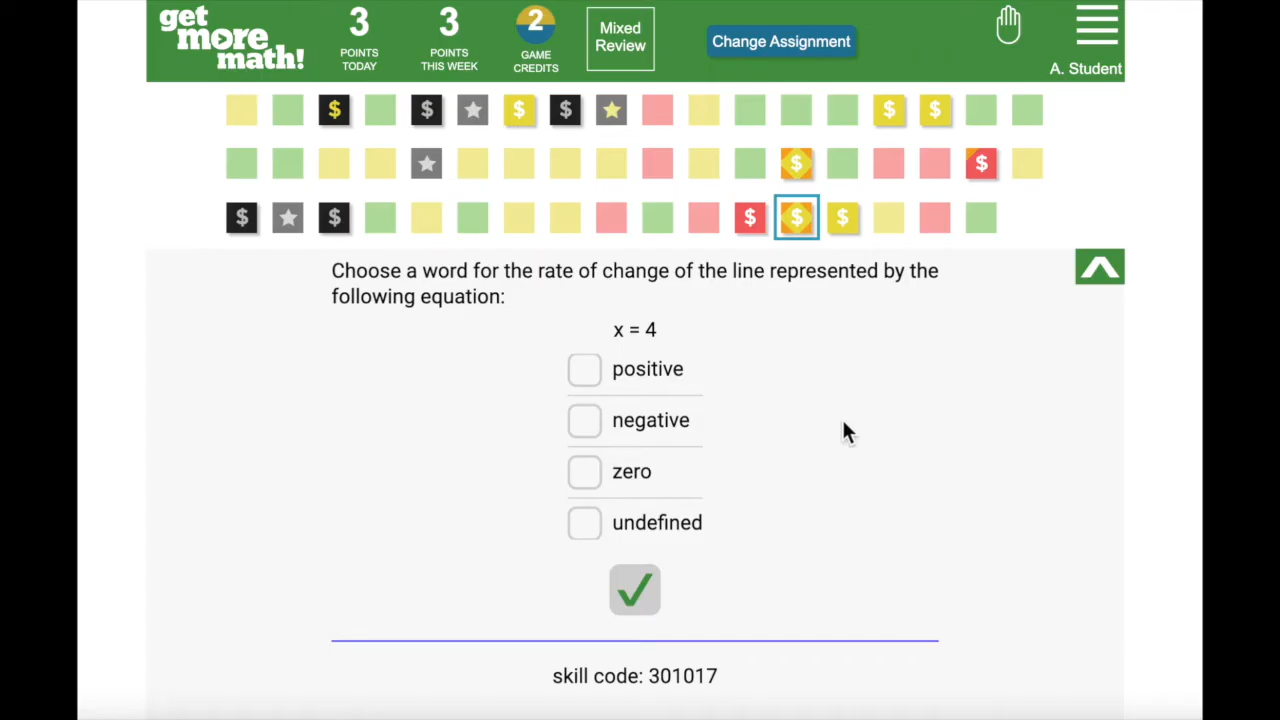 get more math!
3 POINTS TODAY
3 POINTS THIS WEEK
2 GAME CREDITS
Mixed Review
Change Assignment
A. Student
$ $ $ $ $ $
$ $
$ $ $ $ $
Choose a word for the rate of change of the line represented by the
following equation:
x = 4
positive
negative
zero
undefined
skill code: 301017